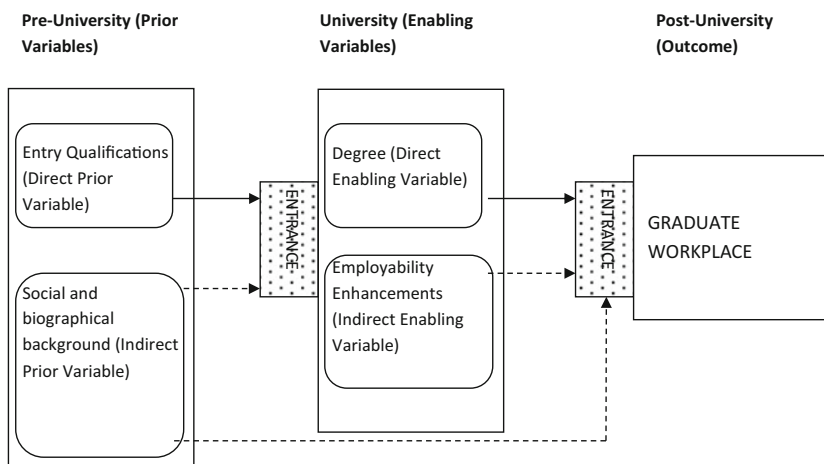 Pre-University (Prior
Variables)
University (Enabling
Variables)
Post-University
(Outcome)
Entry Qualifications
(Direct Prior
Variable)
Social and
biographical
background (Indirect
Prior Variable)
ENTRANCE
Degree (Direct
Enabling Variable)
Employability
Enhancements
(Indirect Enabling
Variable)
ENTRANCE
GRADUATE
WORKPLACE